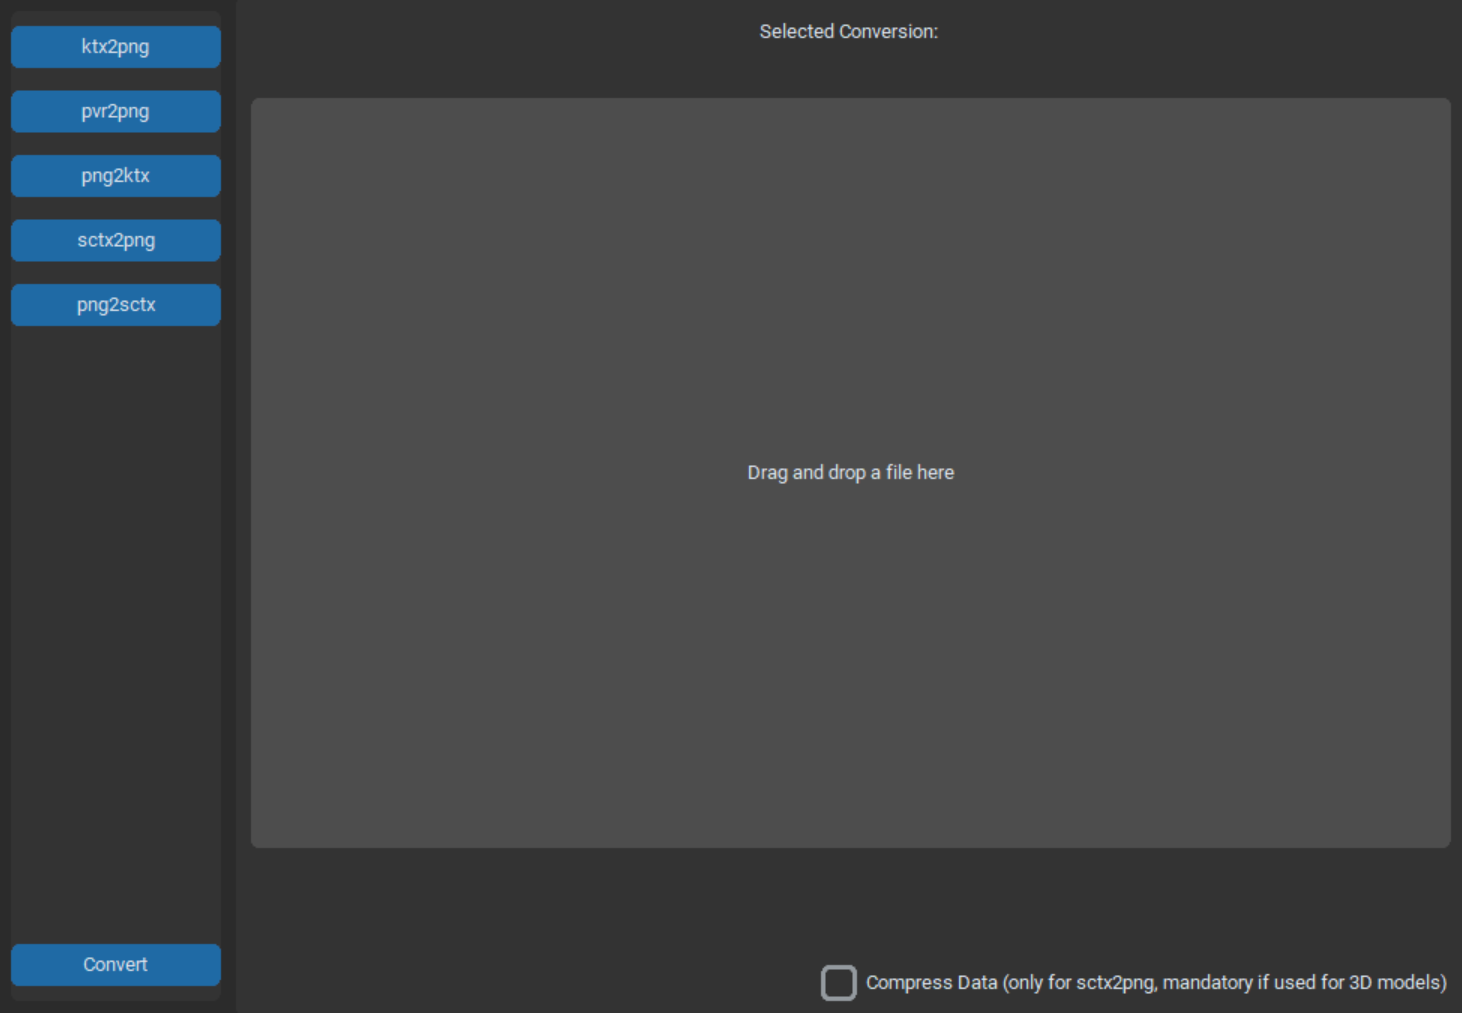 ktx2png
pvr2png
png2ktx
sctx2png
png2sctx
Convert
Selected Conversion:
Drag and drop a file here
Compress Data (only for sctx2png, mandatory if used for 3D models)